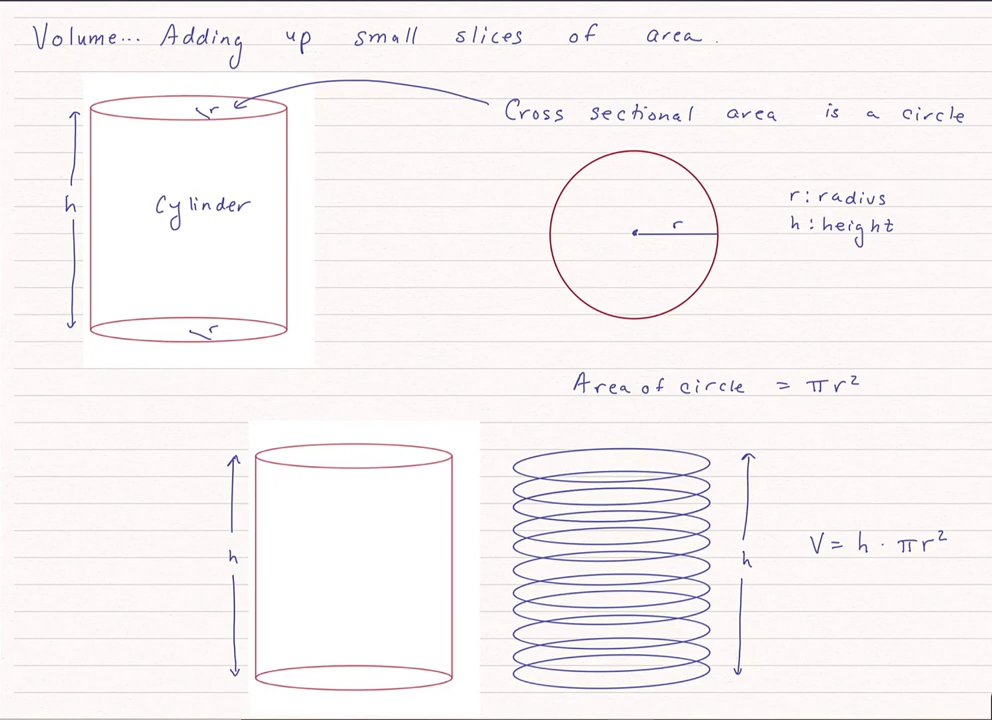 Volume... Adding up small slices of area.
r
Cross sectional area is a circle
h
Cylinder
r : radius
r
h : height
r
Area of circle = πr²
h
h
V = h · πr²